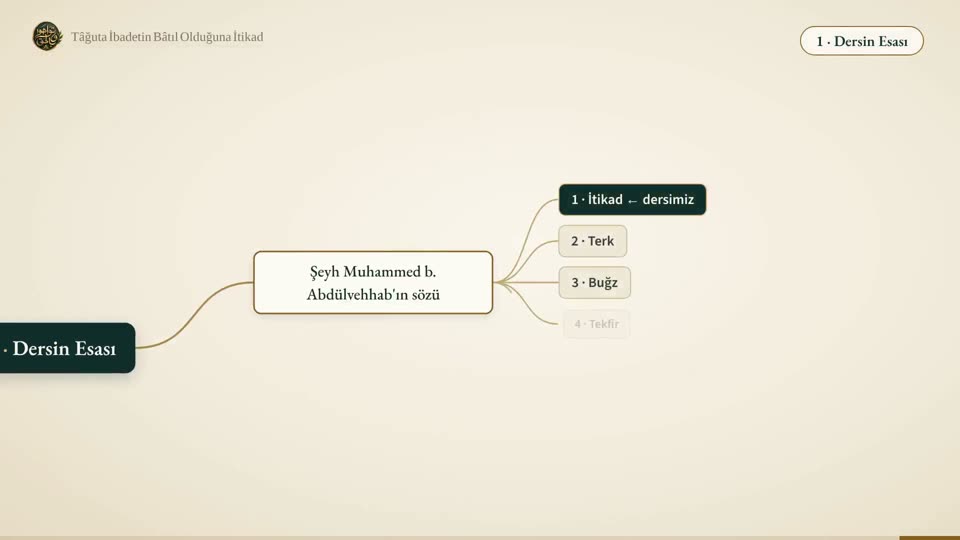 Tâğuta İbadetin Bâtıl Olduğuna İtikad
1 · Dersin Esası
1 · İtikad ← dersimiz
2 · Terk
Şeyh Muhammed b.
Abdülvehhab'ın sözü
3 · Buğz
4 · Tekfir
· Dersin Esası